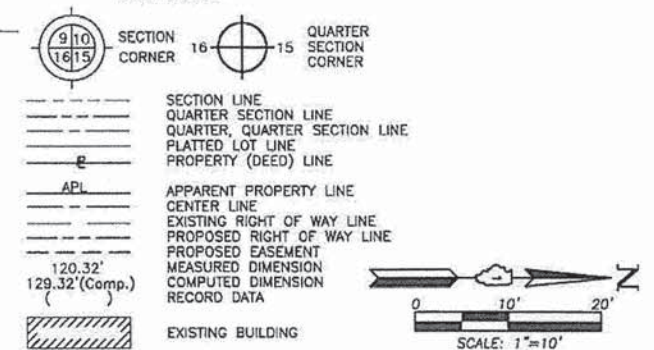 9 10
16 15
SECTION
CORNER
16 15
QUARTER
SECTION
CORNER
SECTION LINE
QUARTER SECTION LINE
QUARTER, QUARTER SECTION LINE
PLATTED LOT LINE
PROPERTY (DEED) LINE
APL APPARENT PROPERTY LINE
CENTER LINE
EXISTING RIGHT OF WAY LINE
PROPOSED RIGHT OF WAY LINE
PROPOSED EASEMENT
120.32' MEASURED DIMENSION
129.32'(Comp.) COMPUTED DIMENSION
( ) RECORD DATA
EXISTING BUILDING
N
0 10' 20'
SCALE: 1"=10'